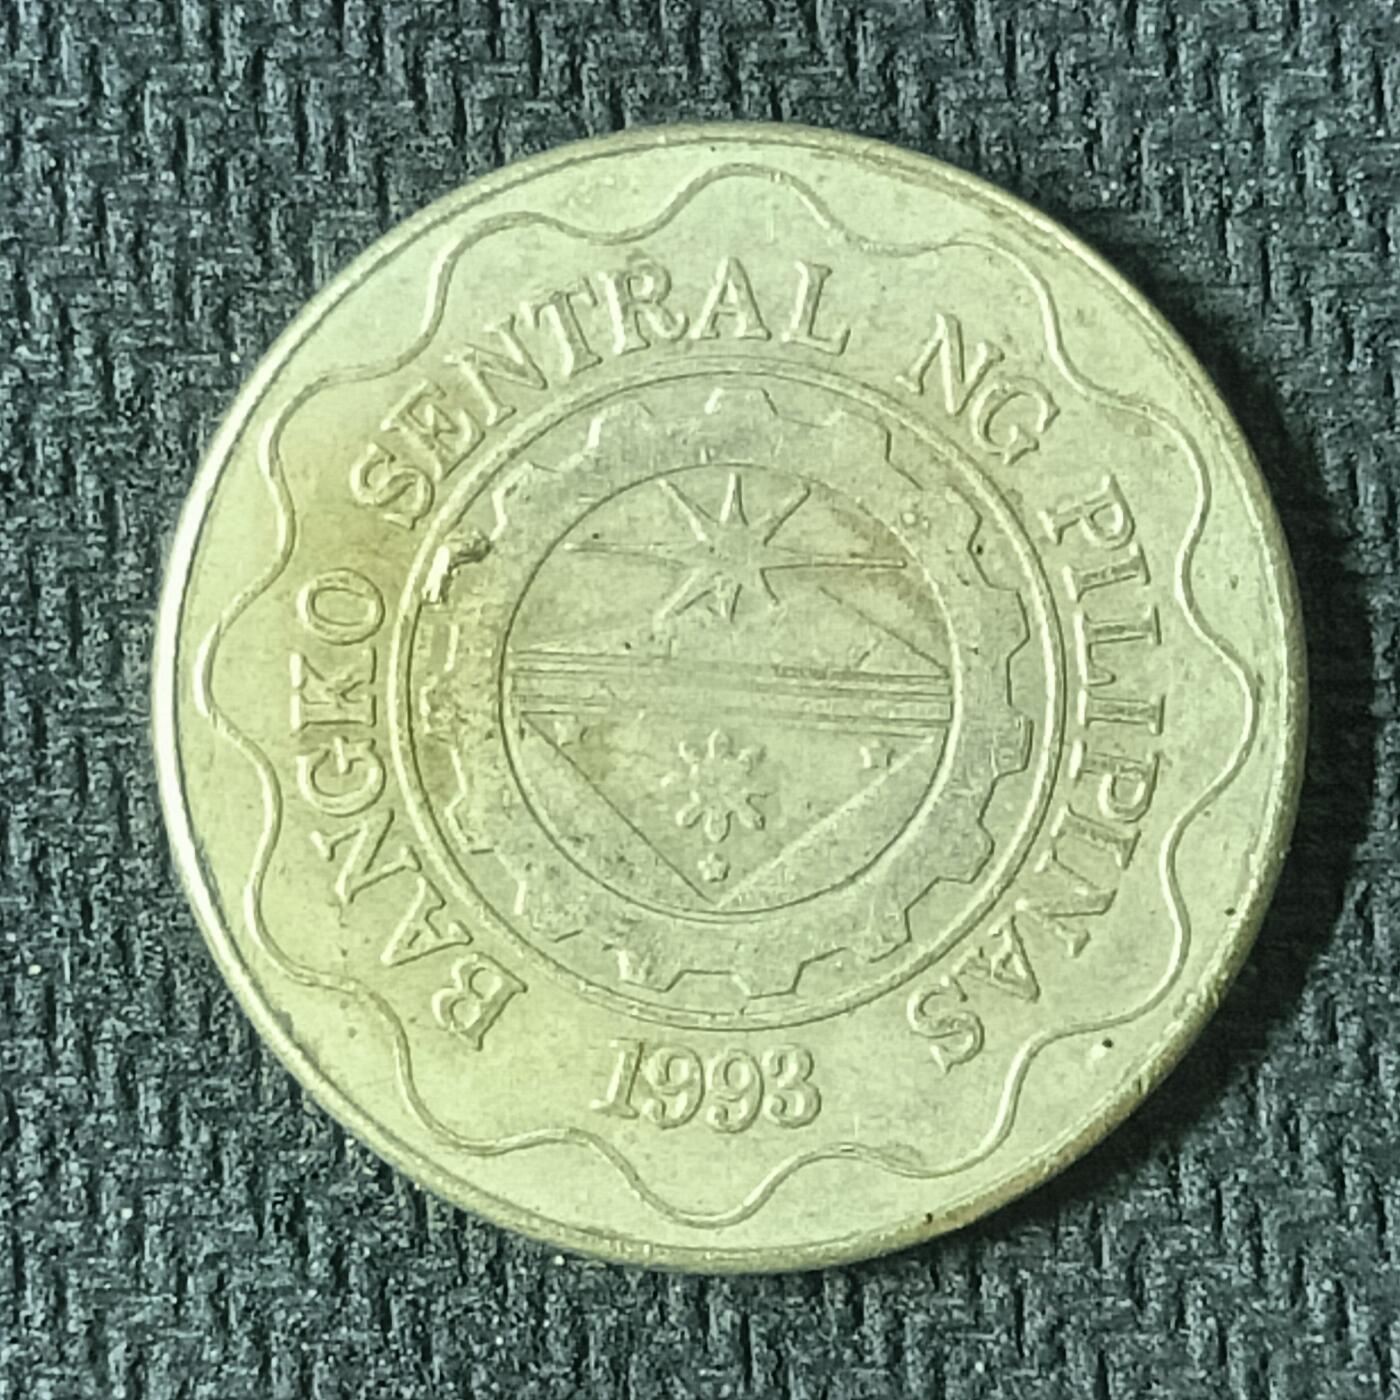 BANGKO SENTRAL NG PILIPINAS
1993